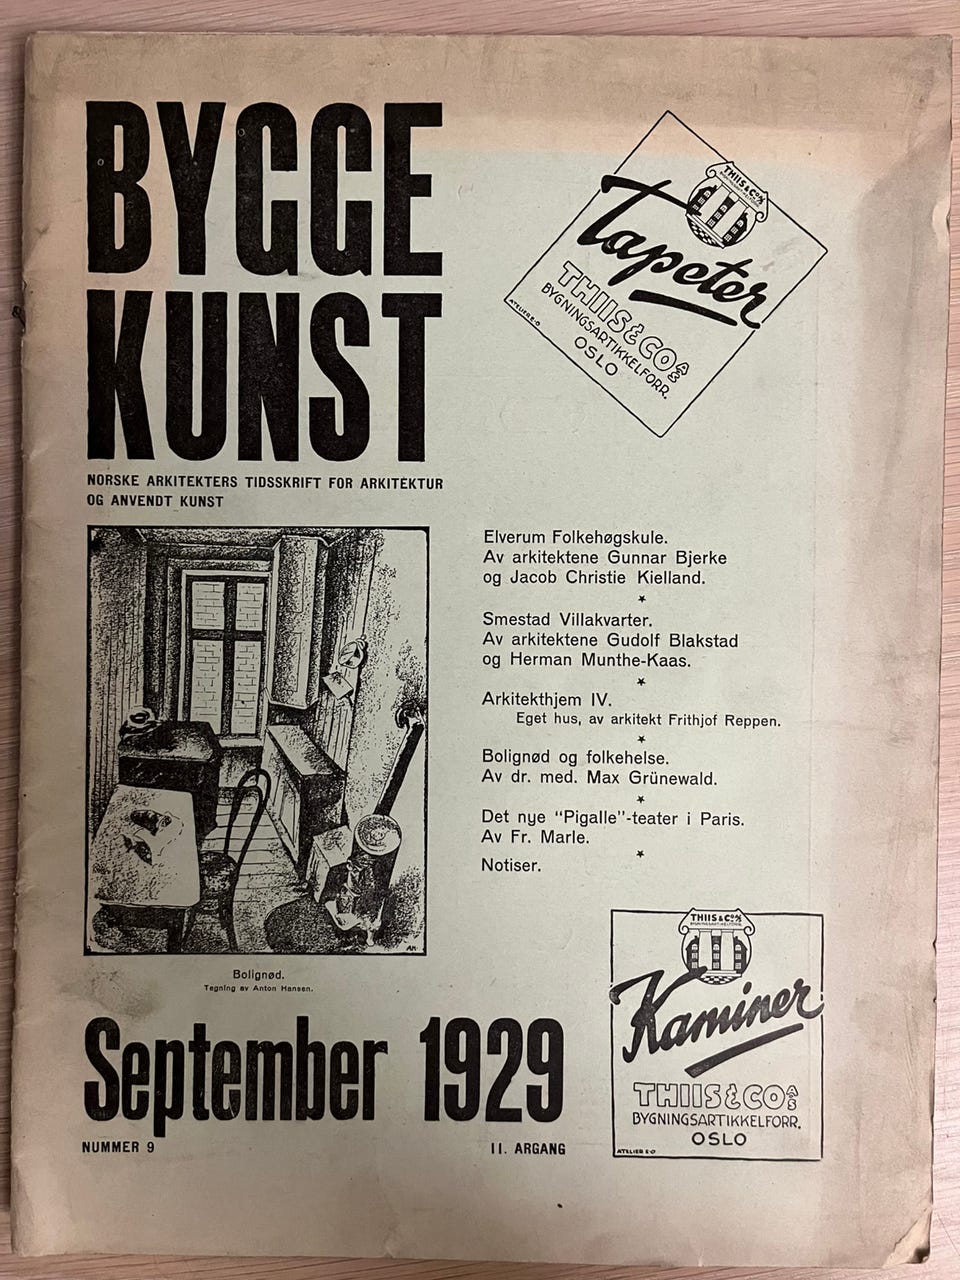 BYGGE
KUNST
NORSKE ARKITEKTERS TIDSSKRIFT FOR ARKITEKTUR
OG ANVENDT KUNST
THIIS & Co A/S
Tapeter
THIIS & CO A/S
BYGNINGSARTIKKELFORR.
OSLO
ATELIER E-O
Elverum Folkehøgskule.
Av arkitektene Gunnar Bjerke
og Jacob Christie Kielland.
Smestad Villakvarter.
Av arkitektene Gudolf Blakstad
og Herman Munthe-Kaas.
Arkitekthjem IV.
Eget hus, av arkitekt Frithjof Reppen.
Bolignød og folkehelse.
Av dr. med. Max Grünewald.
Det nye “Pigalle”-teater i Paris.
Av Fr. Marle.
Notiser.
Bolignød.
Tegning av Anton Hansen.
September 1929
NUMMER 9
11. ARGANG
THIIS & Co A/S
Kaminer
THIIS & CO A/S
BYGNINGSARTIKKELFORR.
OSLO
ATELIER E-O